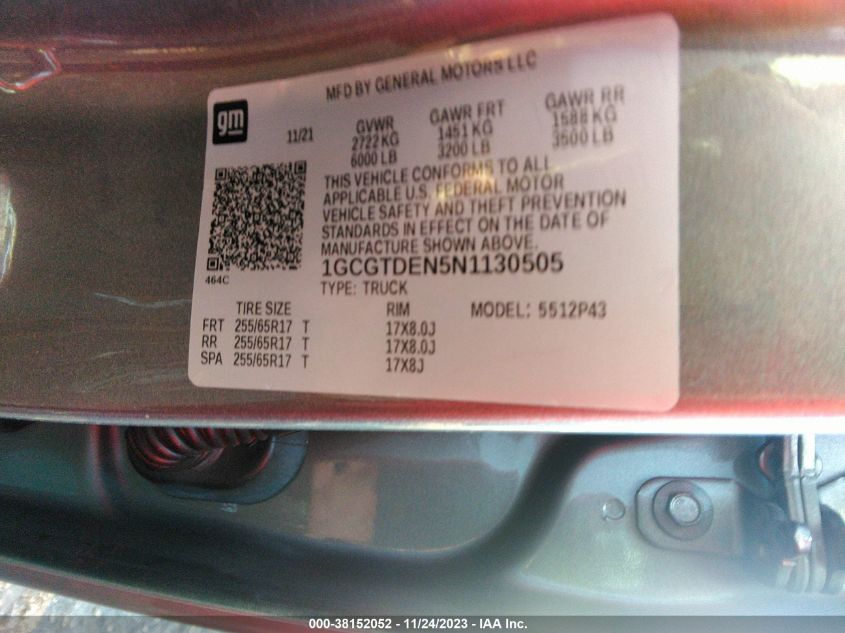 MFD BY GENERAL MOTORS LLC
gm
11/21
GVWR GAWR FRT GAWR RR
2722 KG 1451 KG 1588 KG
6000 LB 3200 LB 3500 LB
THIS VEHICLE CONFORMS TO ALL
APPLICABLE U.S. FEDERAL MOTOR
VEHICLE SAFETY AND THEFT PREVENTION
STANDARDS IN EFFECT ON THE DATE OF
MANUFACTURE SHOWN ABOVE.
464C
1GCGTDEN5N1130505
TYPE: TRUCK
TIRE SIZE RIM MODEL: 5512P43
FRT 255/65R17 T 17X8.0J
RR 255/65R17 T 17X8.0J
SPA 255/65R17 T 17X8J
000-38152052 - 11/24/2023 - IAA Inc.